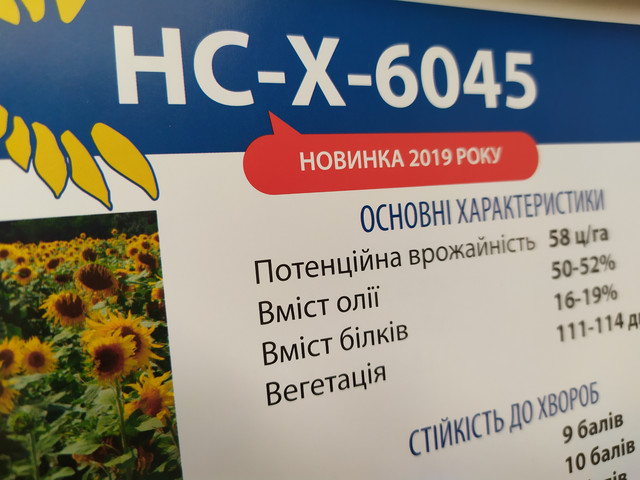 НС-Х-6045
НОВИНКА 2019 РОКУ
ОСНОВНІ ХАРАКТЕРИСТИКИ
Потенційна врожайність 58 ц/га
Вміст олії 50-52%
Вміст білків 16-19%
Вегетація 111-114
СТІЙКІСТЬ ДО ХВОРОБ
9 балів
10 балів